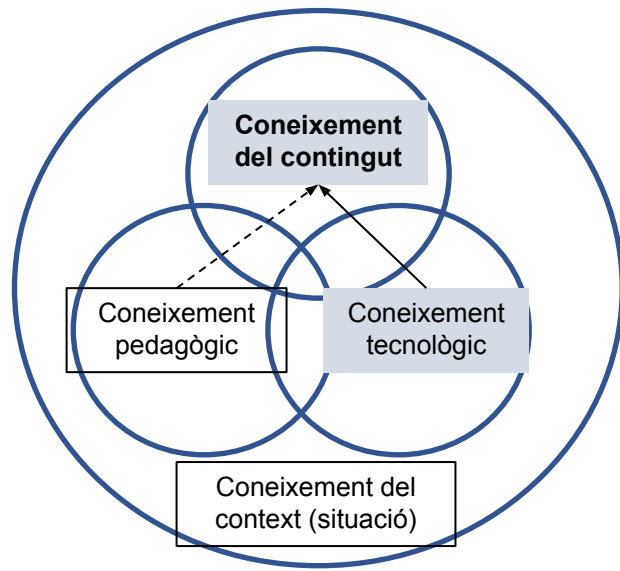 Coneixement
del contingut
Coneixement
pedagògic
Coneixement
tecnològic
Coneixement del
context (situació)